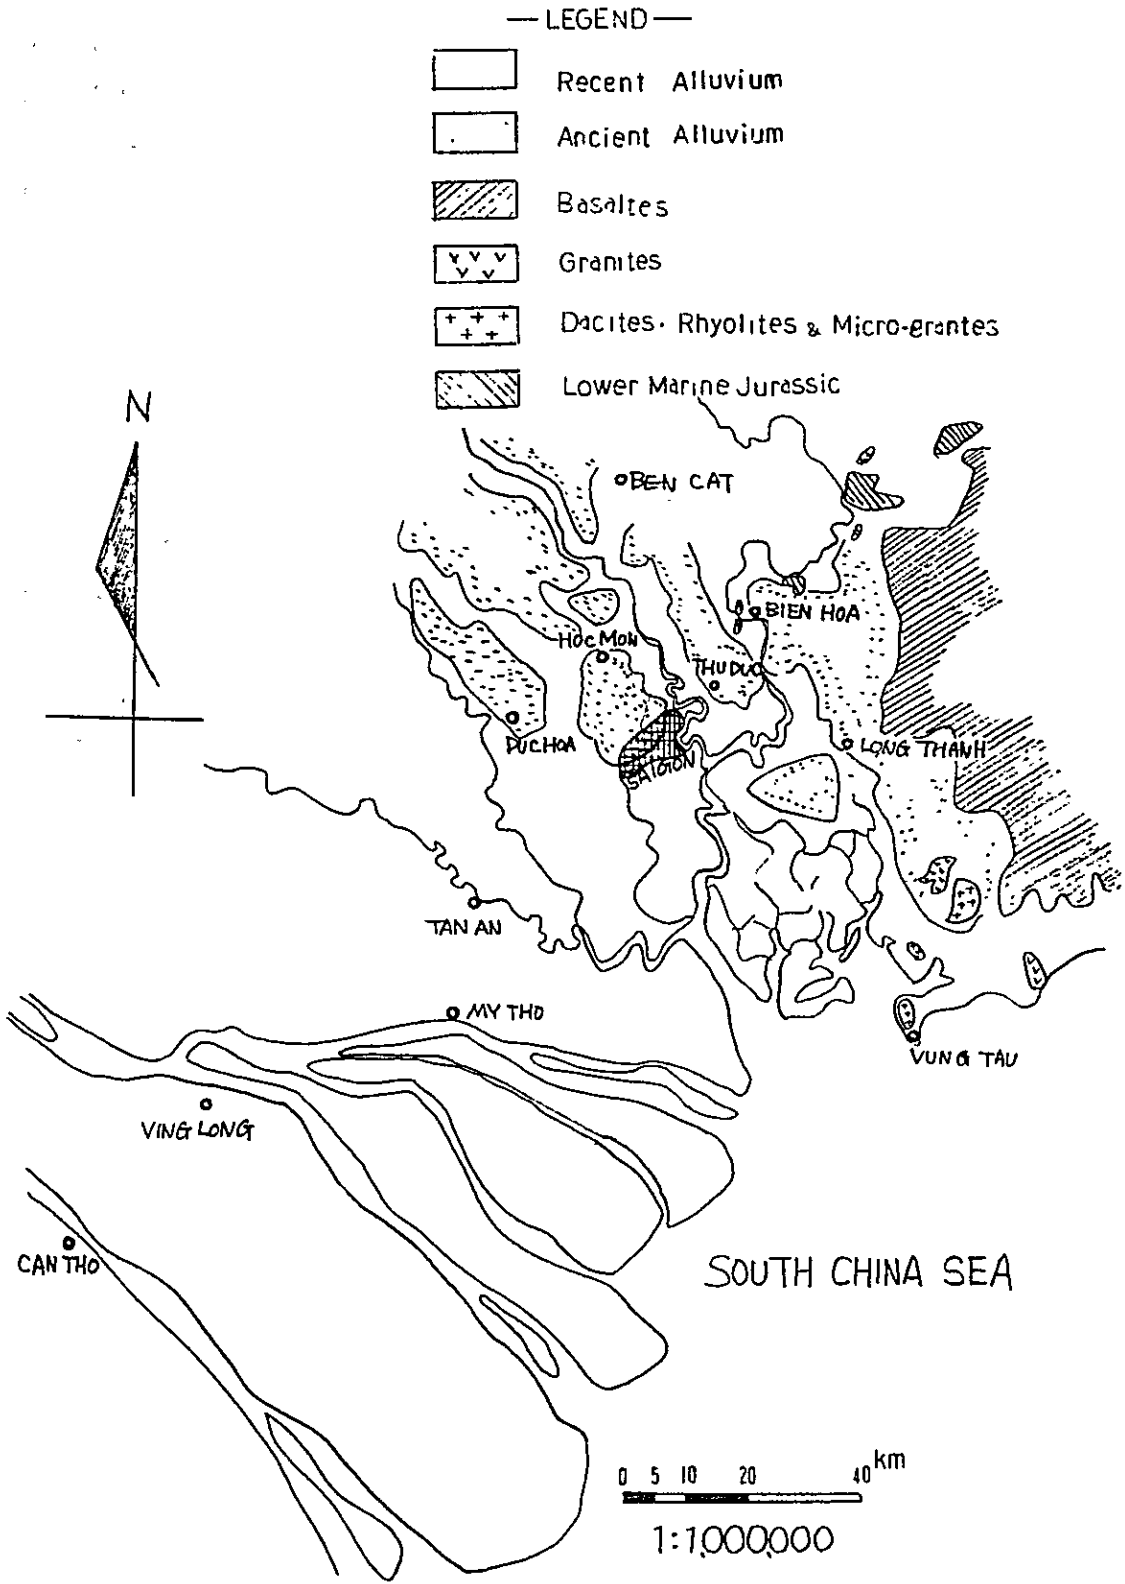 — LEGEND —
Recent Alluvium
Ancient Alluvium
Basaltes
Granites
Dacites. Rhyolites & Micro-grantes
Lower Marine Jurassic
N
BEN CAT
BIEN HOA
HOC MON
THU DUC
DUC HOA
SAIGON
LONG THANH
TAN AN
MY THO
VUNG TAU
VING LONG
CAN THO
SOUTH CHINA SEA
0 5 10 20 40 km
1:1,000,000